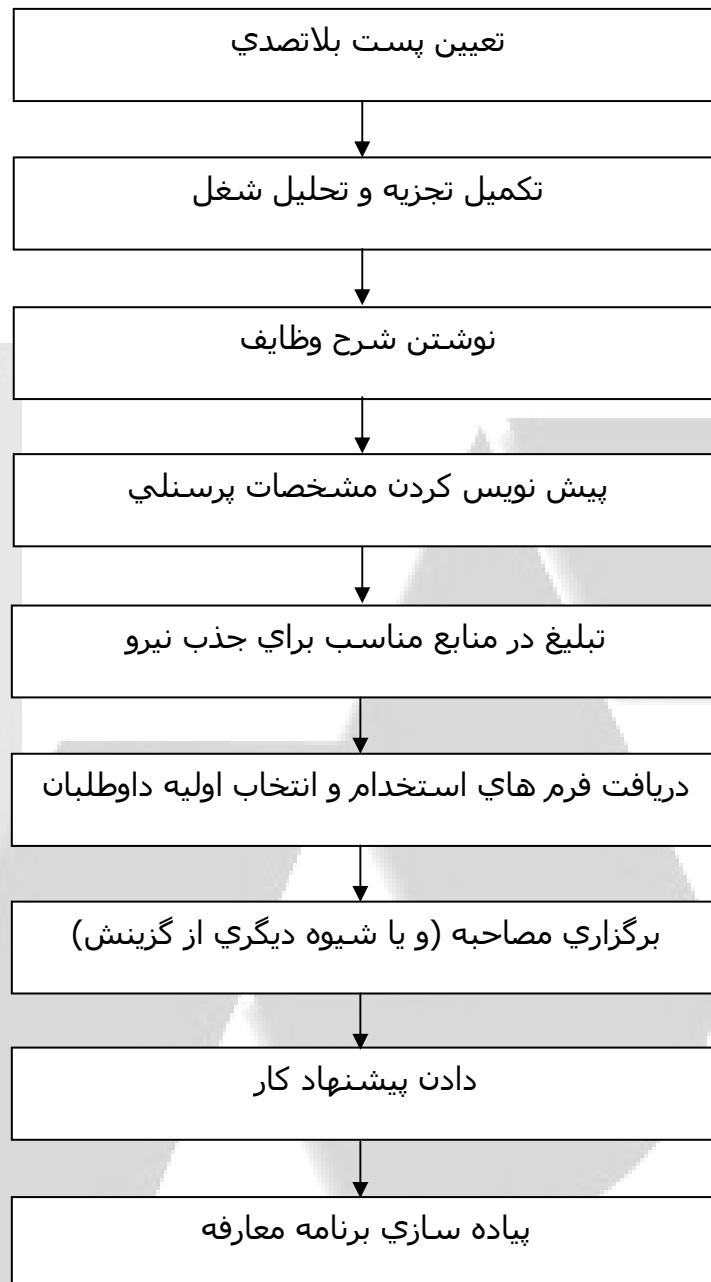 تعيين پست بلاتصدي
تكميل تجزيه و تحليل شغل
نوشتن شرح وظايف
پيش نويس كردن مشخصات پرسنلي
تبليغ در منابع مناسب براي جذب نيرو
دريافت فرم هاي استخدام و انتخاب اوليه داوطلبان
برگزاري مصاحبه (و يا شيوه ديگري از گزينش)
دادن پيشنهاد كار
پياده سازي برنامه معارفه